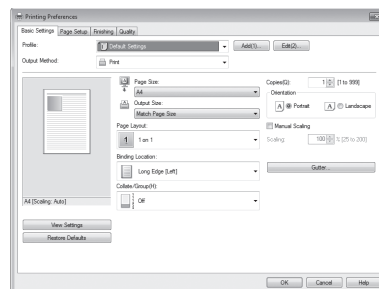 Printing Preferences
Basic Settings Page Setup Finishing Quality
Profile: Default Settings Add(1)... Edit(2)...
Output Method: Print
Page Size:
A4
Output Size:
Match Page Size
Page Layout:
1 1 on 1
Binding Location:
Long Edge [Left]
Collate/Group(H):
Off
Copies(G): 1 [1 to 999]
Orientation
A Portrait A Landscape
Manual Scaling
Scaling: 100 % [25 to 200]
Gutter...
A4 [Scaling: Auto]
View Settings
Restore Defaults
OK Cancel Help